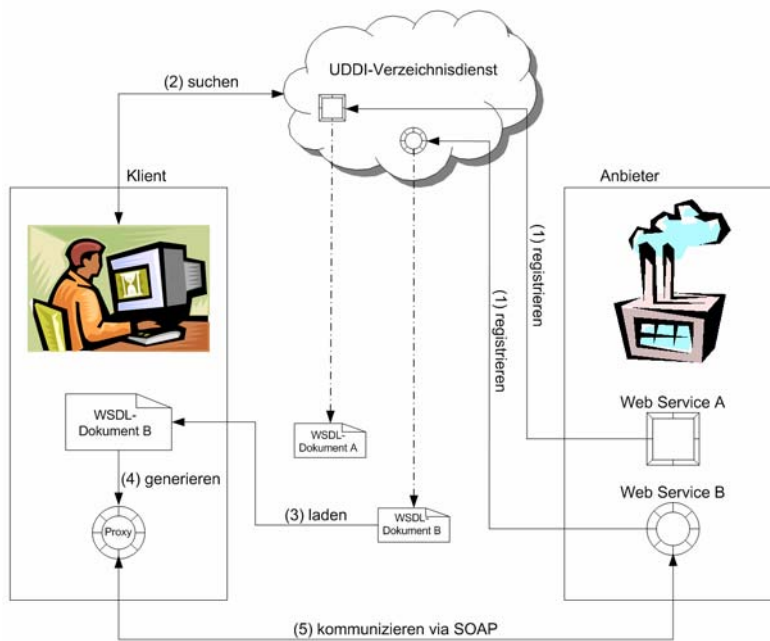 UDDI-Verzeichnisdienst
(2) suchen
Klient
Anbieter
(1) registrieren
(1) registrieren
WSDL-
Dokument B
WSDL-
Dokument A
Web Service A
(4) generieren
(3) laden
WSDL-
Dokument B
Web Service B
Proxy
(5) kommunizieren via SOAP